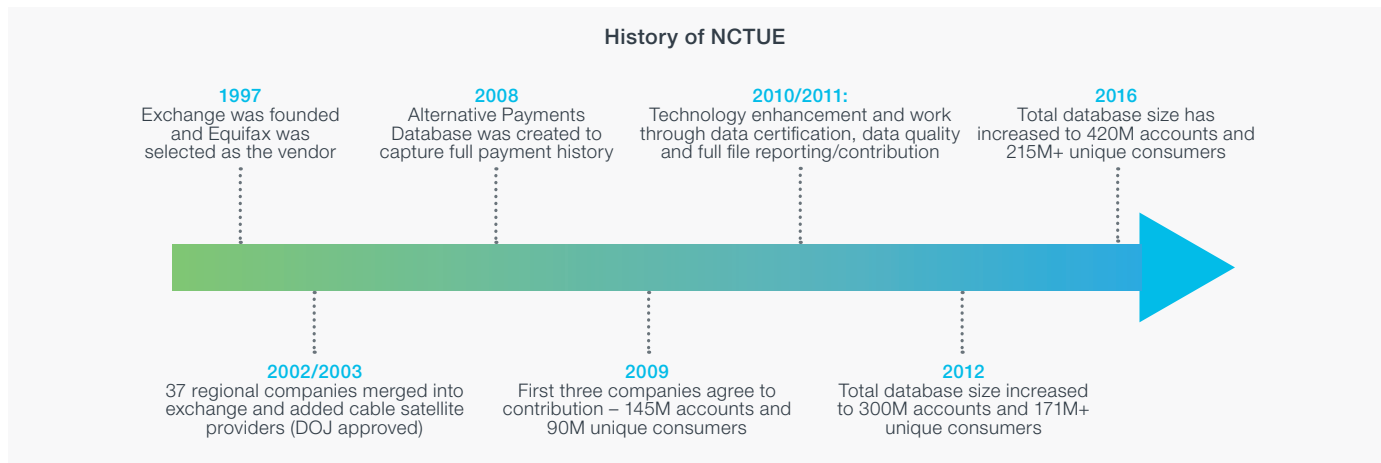 History of NCTUE
1997
Exchange was founded
and Equifax was
selected as the vendor
2008
Alternative Payments
Database was created to
capture full payment history
2010/2011:
Technology enhancement and work
through data certification, data quality
and full file reporting/contribution
2016
Total database size has
increased to 420M accounts and
215M+ unique consumers
2002/2003
37 regional companies merged into
exchange and added cable satellite
providers (DOJ approved)
2009
First three companies agree to
contribution – 145M accounts and
90M unique consumers
2012
Total database size increased
to 300M accounts and 171M+
unique consumers